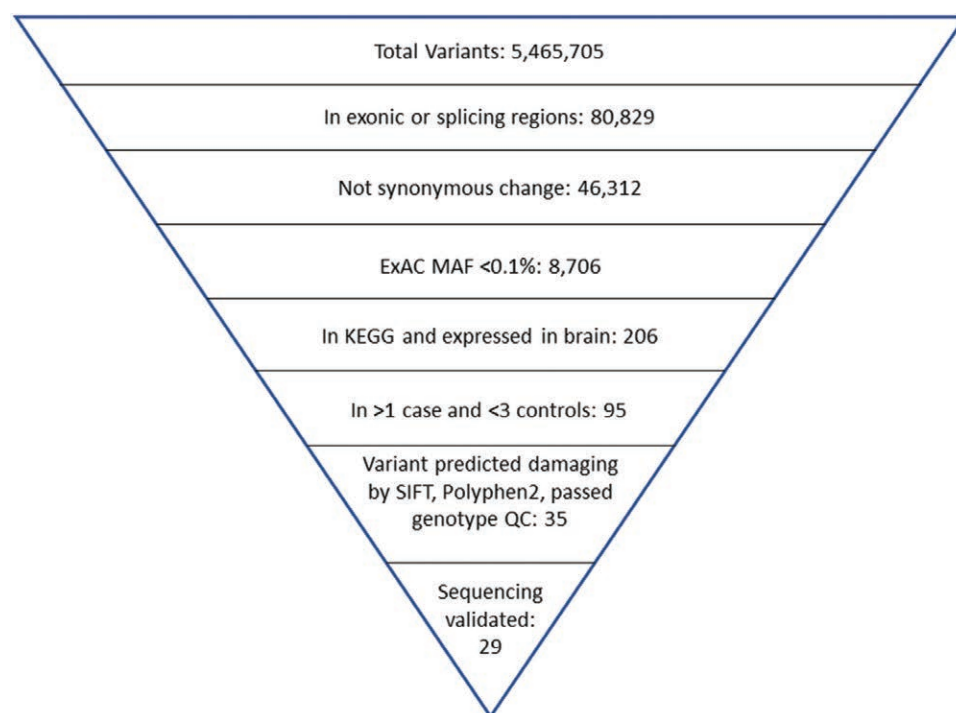 Total Variants: 5,465,705
In exonic or splicing regions: 80,829
Not synonymous change: 46,312
ExAC MAF <0.1%: 8,706
In KEGG and expressed in brain: 206
In >1 case and <3 controls: 95
Variant predicted damaging
by SIFT, Polyphen2, passed
genotype QC: 35
Sequencing
validated:
29